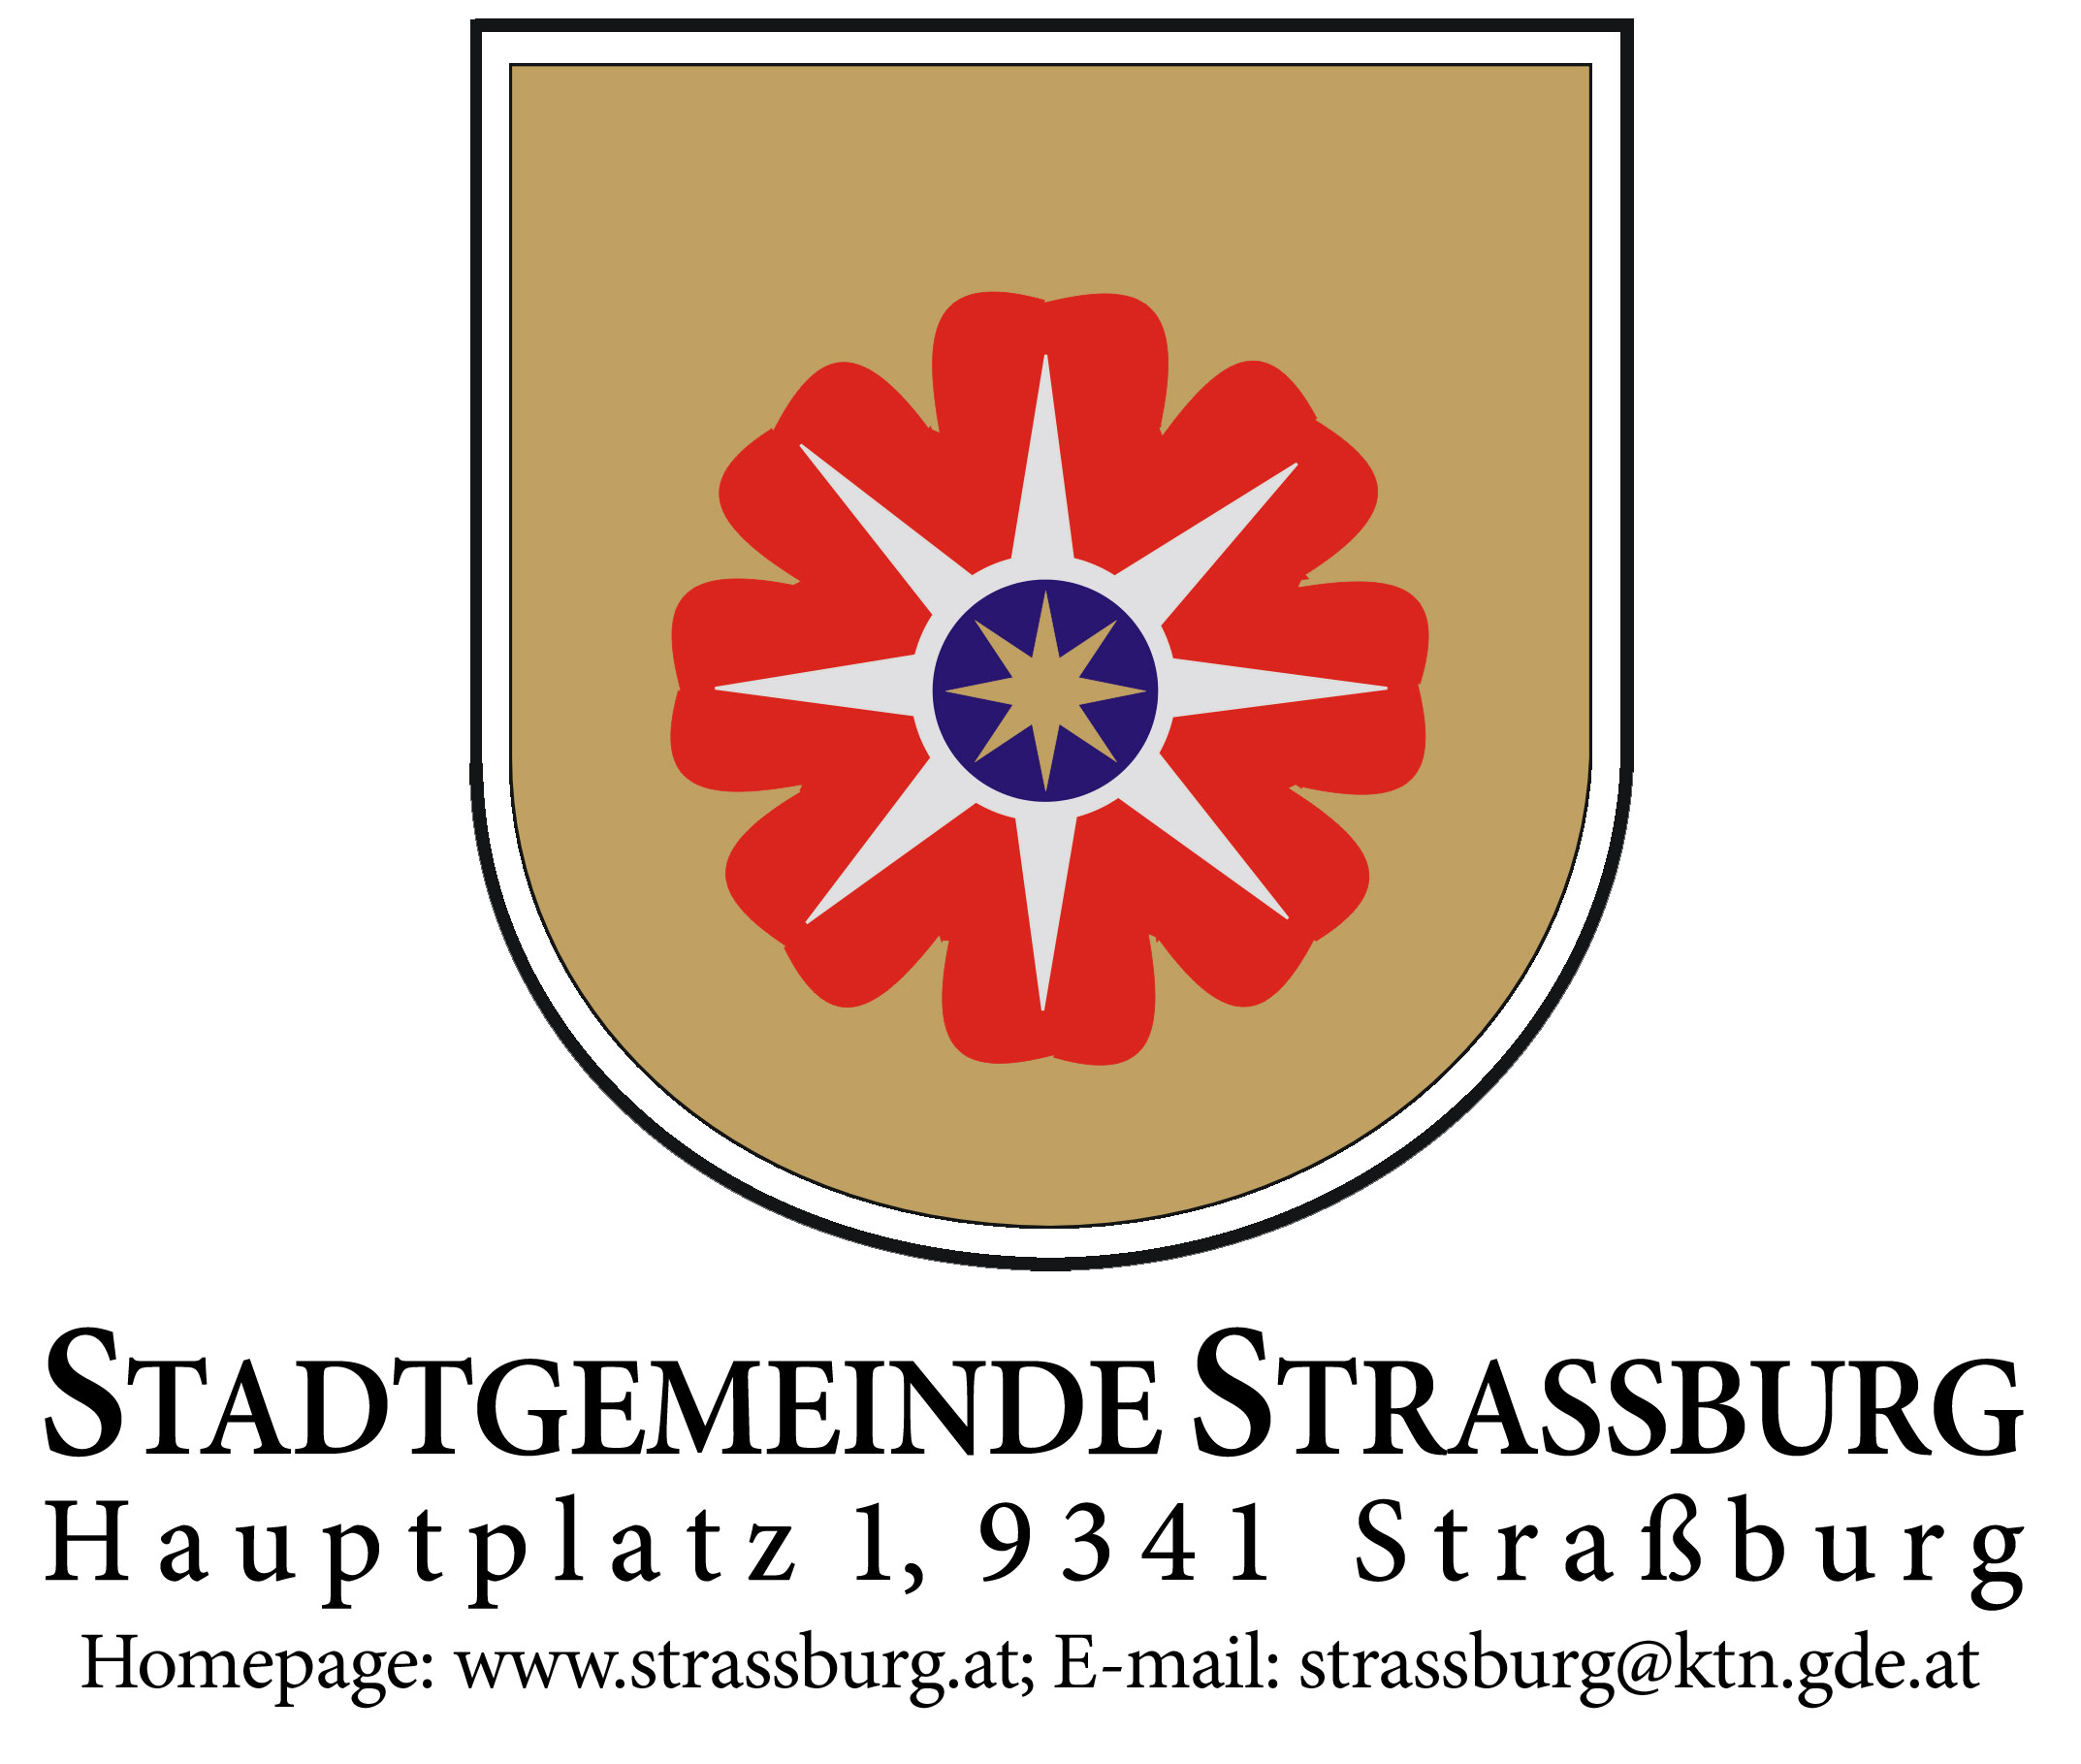 STADTGEMEINDE STRASSBURG
Hauptplatz 1, 9341 Straßburg
Homepage: www.strassburg.at; E-mail: strassburg@ktn.gde.at